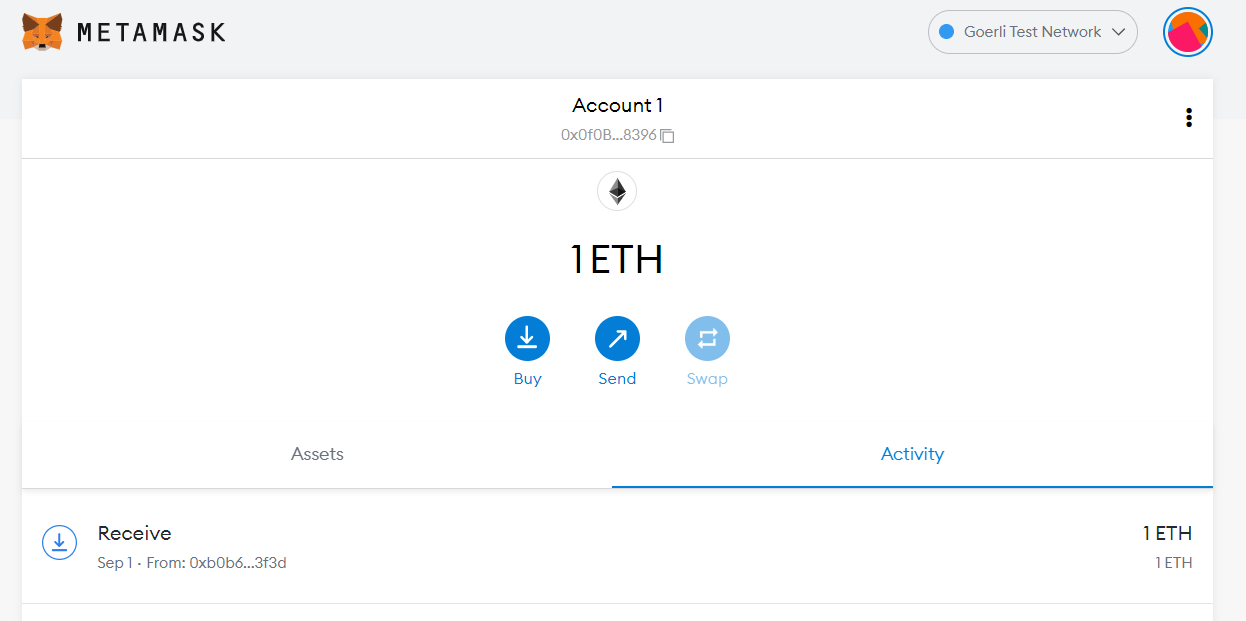 METAMASK
Goerli Test Network
Account 1
0x0f0B...8396
1 ETH
Buy Send Swap
Assets Activity
Receive 1 ETH
Sep 1 · From: 0xb0b6...3f3d 1 ETH